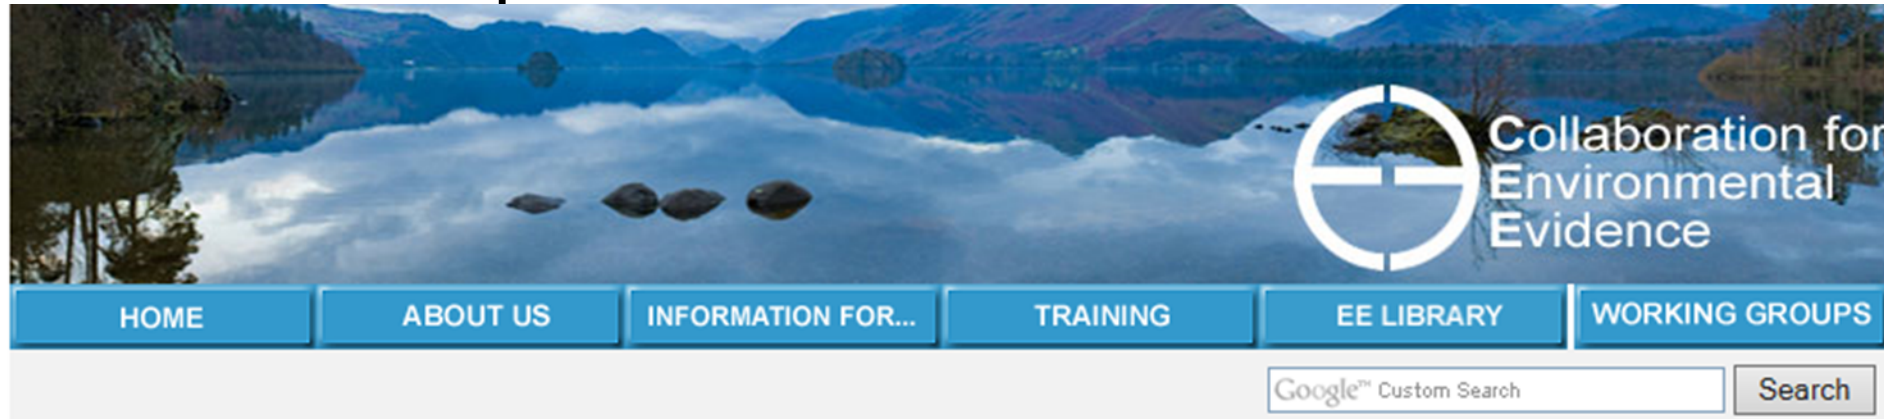 Collaboration for
Environmental
Evidence
HOME
ABOUT US
INFORMATION FOR...
TRAINING
EE LIBRARY
WORKING GROUPS
Google™ Custom Search
Search